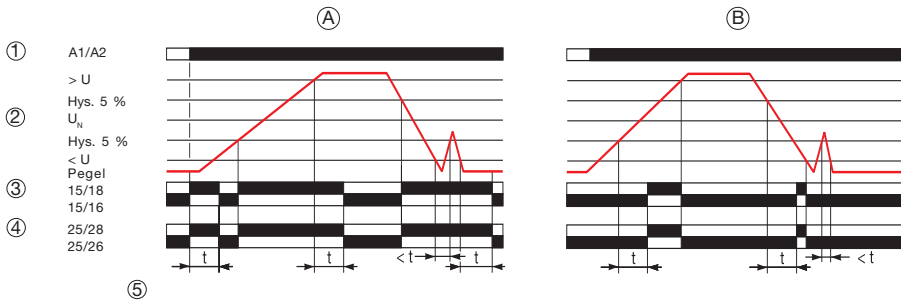 Ⓐ Ⓑ
① A1/A2
> U
Hys. 5 %
② U_N
Hys. 5 %
< U
Pegel
③ 15/18
15/16
④ 25/28
25/26
t t < t t t t < t
⑤